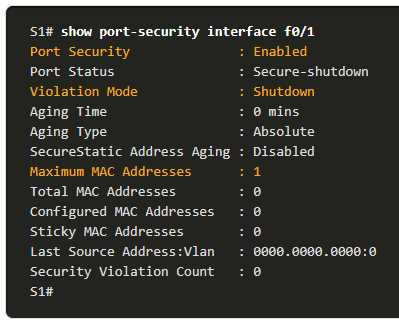 S1# show port-security interface f0/1
Port Security : Enabled
Port Status : Secure-shutdown
Violation Mode : Shutdown
Aging Time : 0 mins
Aging Type : Absolute
SecureStatic Address Aging : Disabled
Maximum MAC Addresses : 1
Total MAC Addresses : 0
Configured MAC Addresses : 0
Sticky MAC Addresses : 0
Last Source Address:Vlan : 0000.0000.0000:0
Security Violation Count : 0
S1#